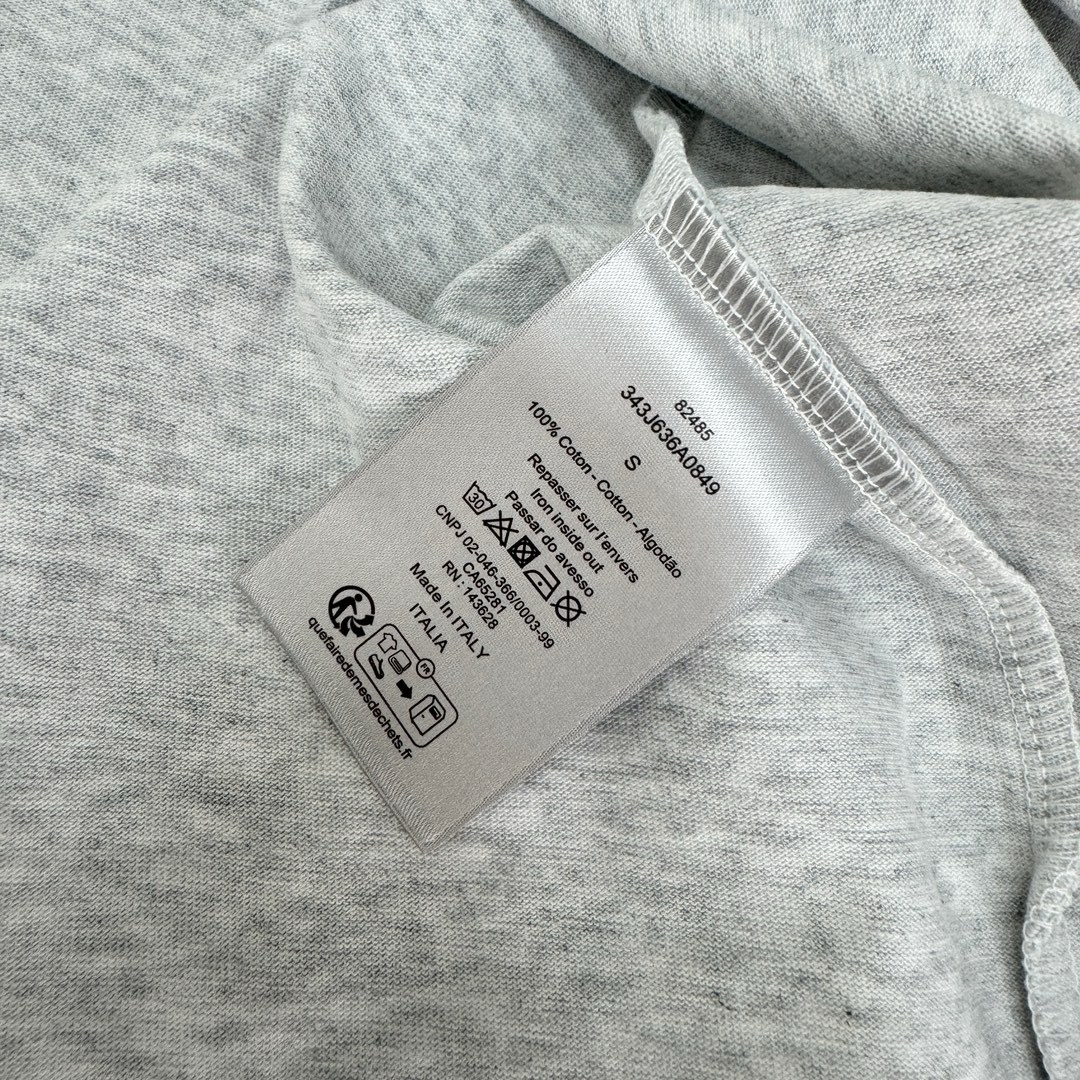 82485
343J636A0849
S
100% Coton - Cotton - Algodão
Repasser sur l'envers
Iron inside out
Passar do avesso
30
CNPJ 02-046-366/0003-99
CA65281
RN : 143628
Made In ITALY
ITALIA
FR
quefairedemesdechets.fr